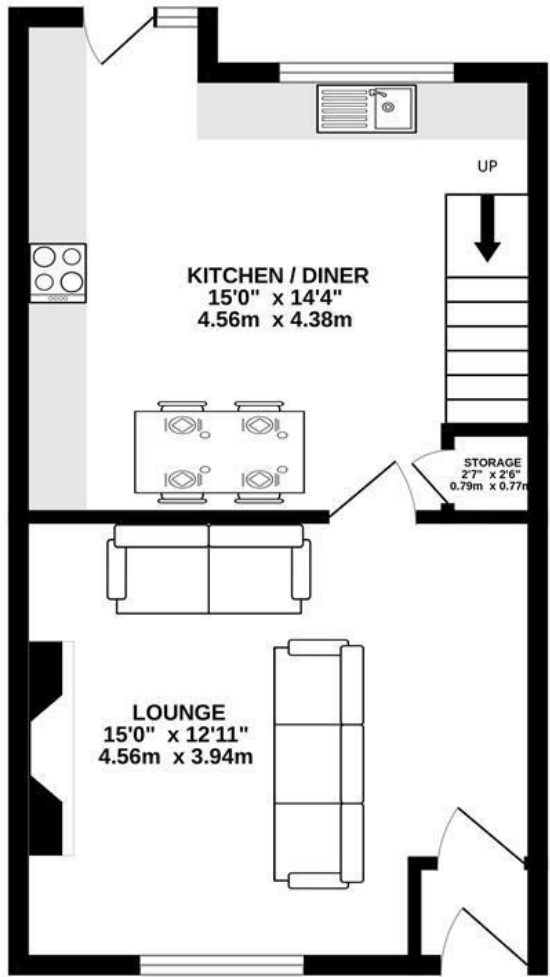 UP
KITCHEN / DINER
15'0" x 14'4"
4.56m x 4.38m
STORAGE
2'7" x 2'6"
0.79m x 0.77m
LOUNGE
15'0" x 12'11"
4.56m x 3.94m